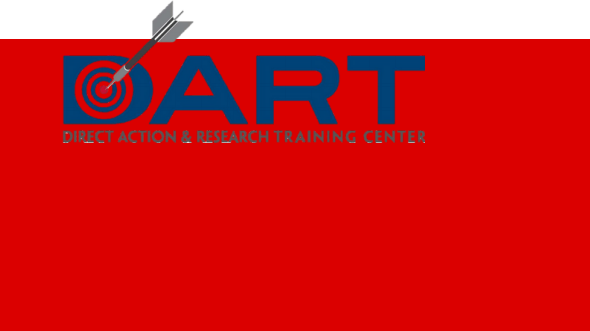 DART
DIRECT ACTION & RESEARCH TRAINING CENTER